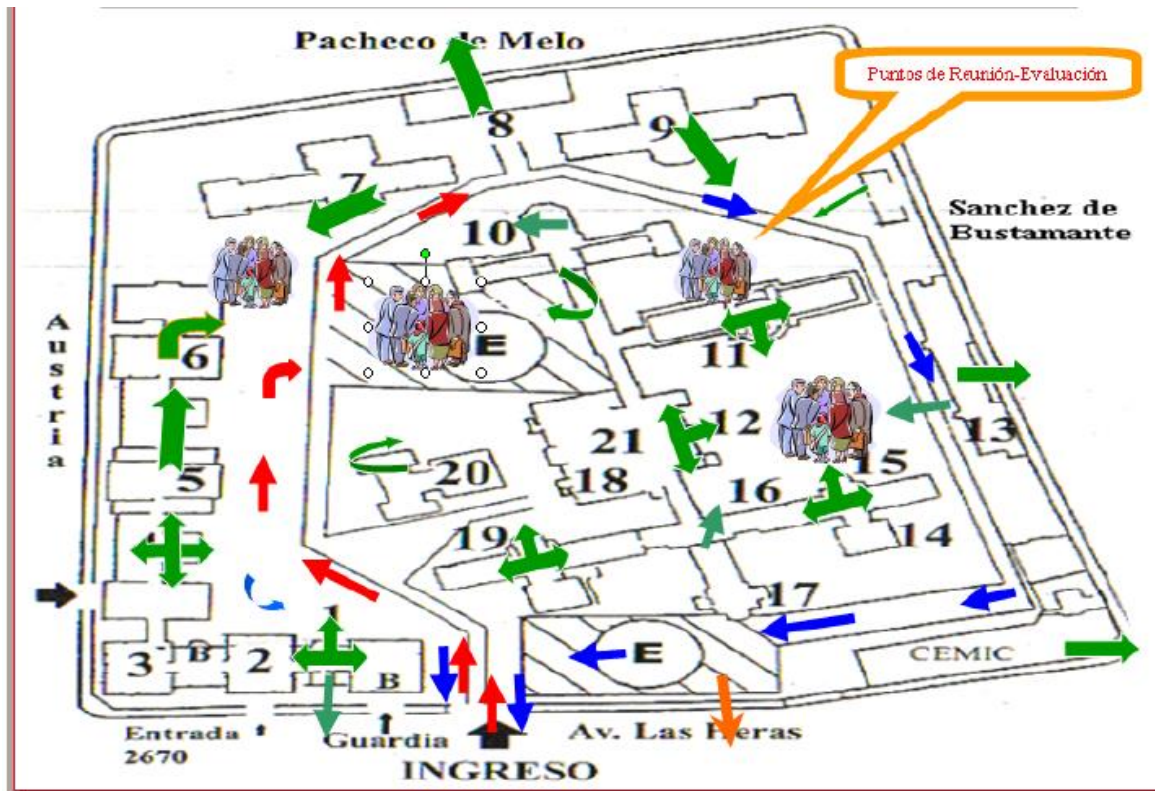 Pacheco de Melo
Puntos de Reunión-Evaluación
8
9
7
Sanchez de
Bustamante
10
Austria
6
E
11
12
13
21
15
5
20
18
16
19
14
17
1
3
B
2
B
E
CEMIC
Entrada
2670
Guardia
Av. Las Heras
INGRESO